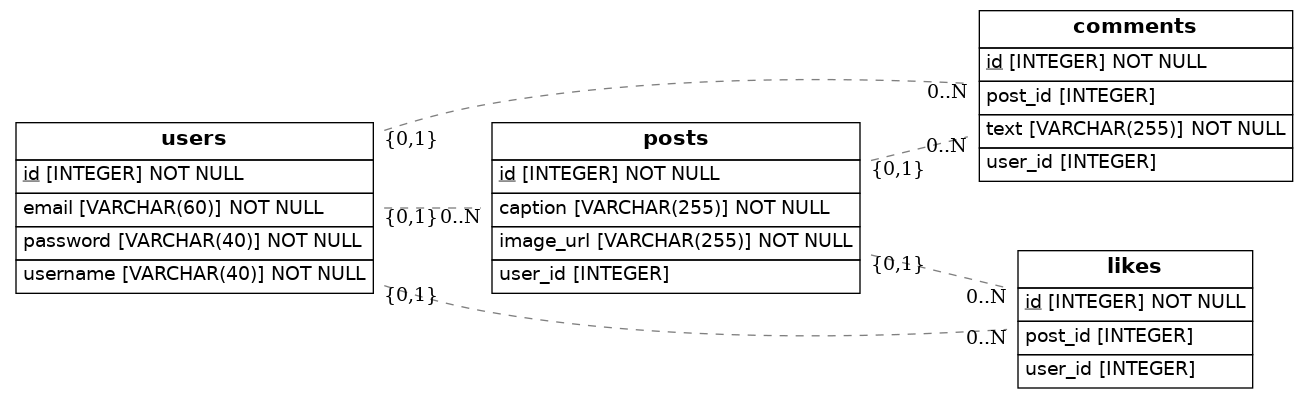 users
id [INTEGER] NOT NULL
email [VARCHAR(60)] NOT NULL
password [VARCHAR(40)] NOT NULL
username [VARCHAR(40)] NOT NULL
{0,1}
{0,1}
0..N
{0,1}
posts
id [INTEGER] NOT NULL
caption [VARCHAR(255)] NOT NULL
image_url [VARCHAR(255)] NOT NULL
user_id [INTEGER]
{0,1}
{0,1}
0..N
0..N
comments
id [INTEGER] NOT NULL
post_id [INTEGER]
text [VARCHAR(255)] NOT NULL
user_id [INTEGER]
0..N
0..N
likes
id [INTEGER] NOT NULL
post_id [INTEGER]
user_id [INTEGER]